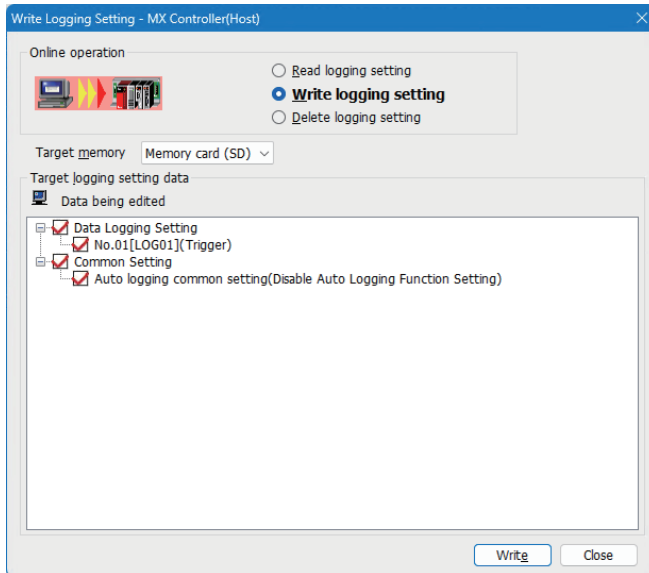 Write Logging Setting - MX Controller(Host)
Online operation
Read logging setting
Write logging setting
Delete logging setting
Target memory Memory card (SD)
Target logging setting data
Data being edited
Data Logging Setting
No.01[LOG01](Trigger)
Common Setting
Auto logging common setting(Disable Auto Logging Function Setting)
Write Close